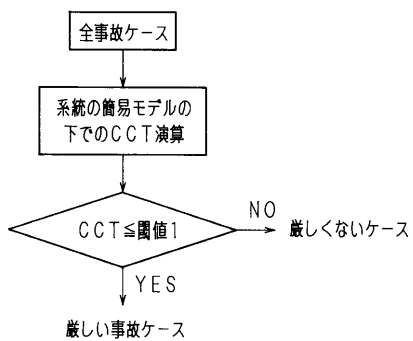 全事故ケース
系統の簡易モデルの
下でのCCT演算
CCT≦閾値1
NO
厳しくないケース
YES
厳しい事故ケース